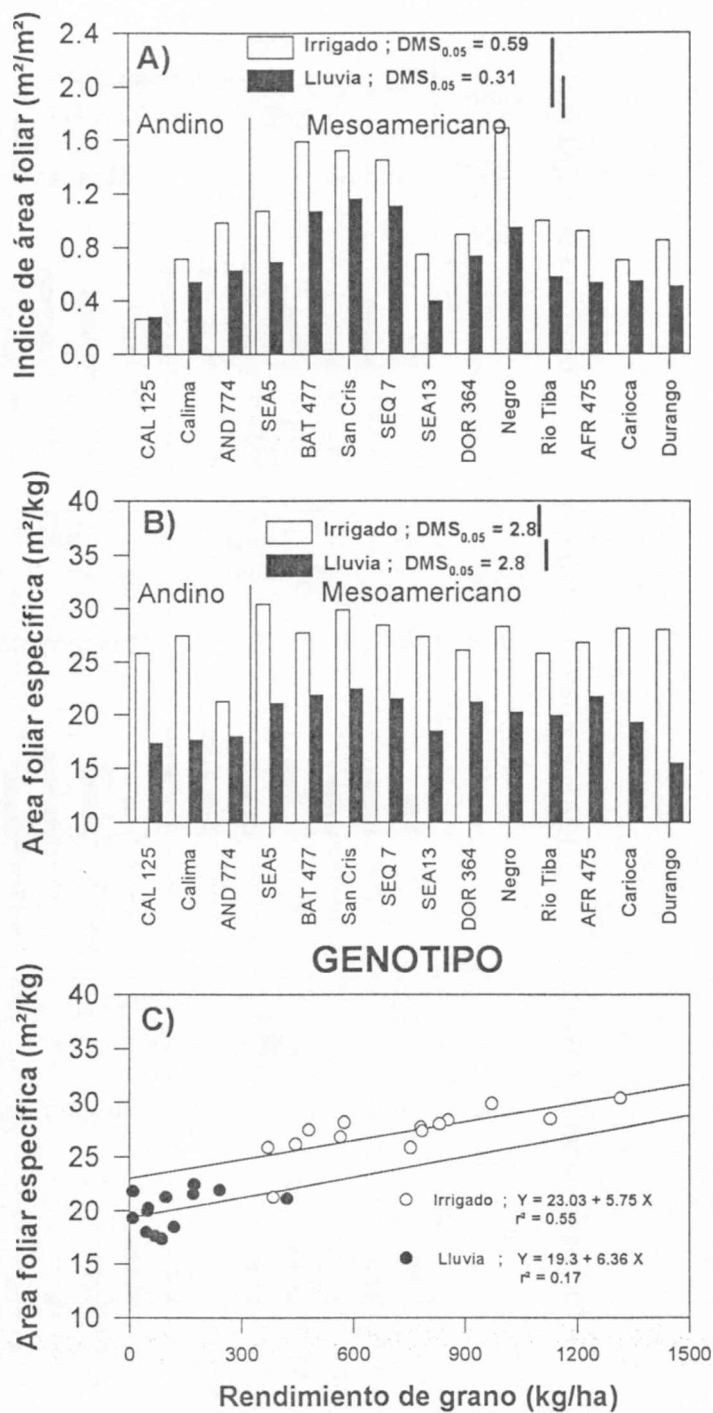 A)
Irrigado ; DMS0.05 = 0.59
Lluvia ; DMS0.05 = 0.31
Andino
Mesoamericano
Indice de área foliar (m²/m²)
2.4
2.0
1.6
1.2
0.8
0.4
0.0
CAL 125
Calima
AND 774
SEA5
BAT 477
San Cris
SEQ 7
SEA13
DOR 364
Negro
Rio Tiba
AFR 475
Carioca
Durango
B)
Irrigado ; DMS0.05 = 2.8
Lluvia ; DMS0.05 = 2.8
Andino
Mesoamericano
Area foliar específica (m²/kg)
40
35
30
25
20
15
10
CAL 125
Calima
AND 774
SEA5
BAT 477
San Cris
SEQ 7
SEA13
DOR 364
Negro
Rio Tiba
AFR 475
Carioca
Durango
GENOTIPO
C)
Area foliar específica (m²/kg)
40
35
30
25
20
15
10
Irrigado ; Y = 23.03 + 5.75 X
r² = 0.55
Lluvia ; Y = 19.3 + 6.36 X
r² = 0.17
0 300 600 900 1200 1500
Rendimiento de grano (kg/ha)